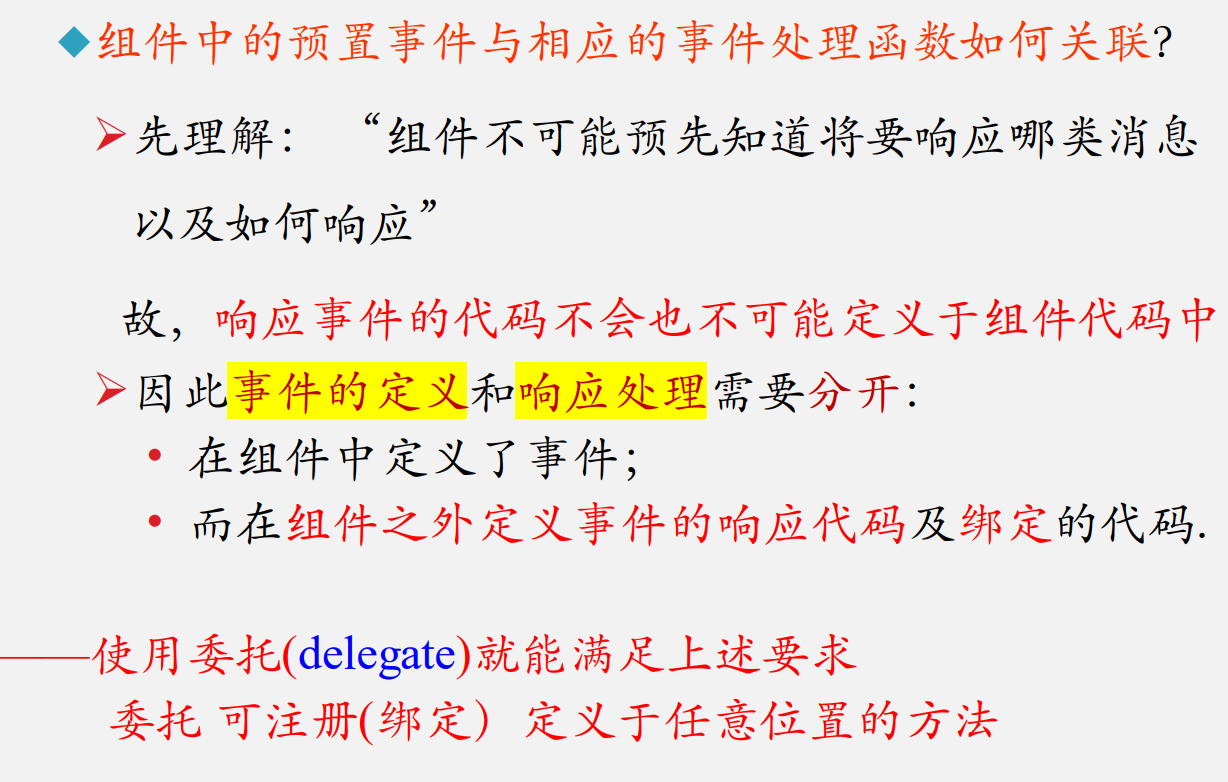 组件中的预置事件与相应的事件处理函数如何关联?
先理解： “组件不可能预先知道将要响应哪类消息
以及如何响应”
故，响应事件的代码不会也不可能定义于组件代码中
因此事件的定义和响应处理需要分开：
• 在组件中定义了事件；
• 而在组件之外定义事件的响应代码及绑定的代码.
——使用委托(delegate)就能满足上述要求
委托 可注册(绑定） 定义于任意位置的方法